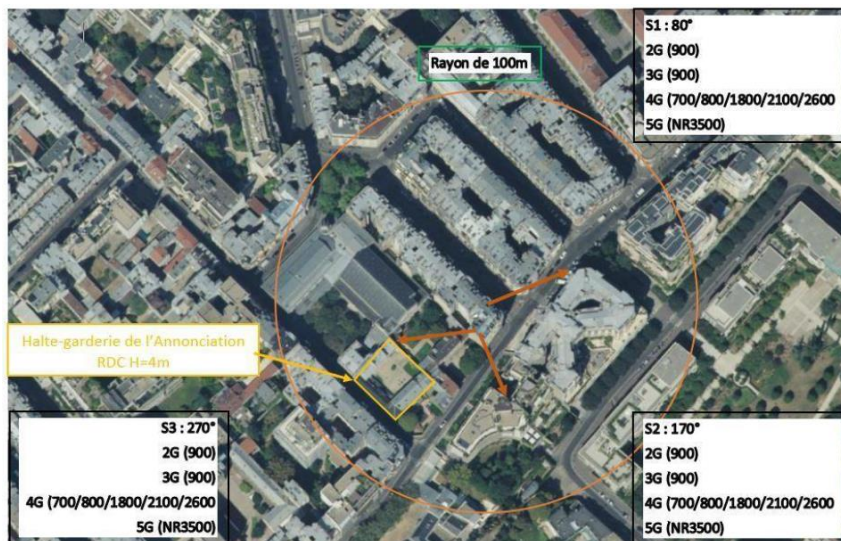 S1 : 80°
2G (900)
3G (900)
4G (700/800/1800/2100/2600
5G (NR3500)
Rayon de 100m
Halte-garderie de l'Annonciation
RDC H=4m
S3 : 270°
2G (900)
3G (900)
4G (700/800/1800/2100/2600
5G (NR3500)
S2 : 170°
2G (900)
3G (900)
4G (700/800/1800/2100/2600
5G (NR3500)